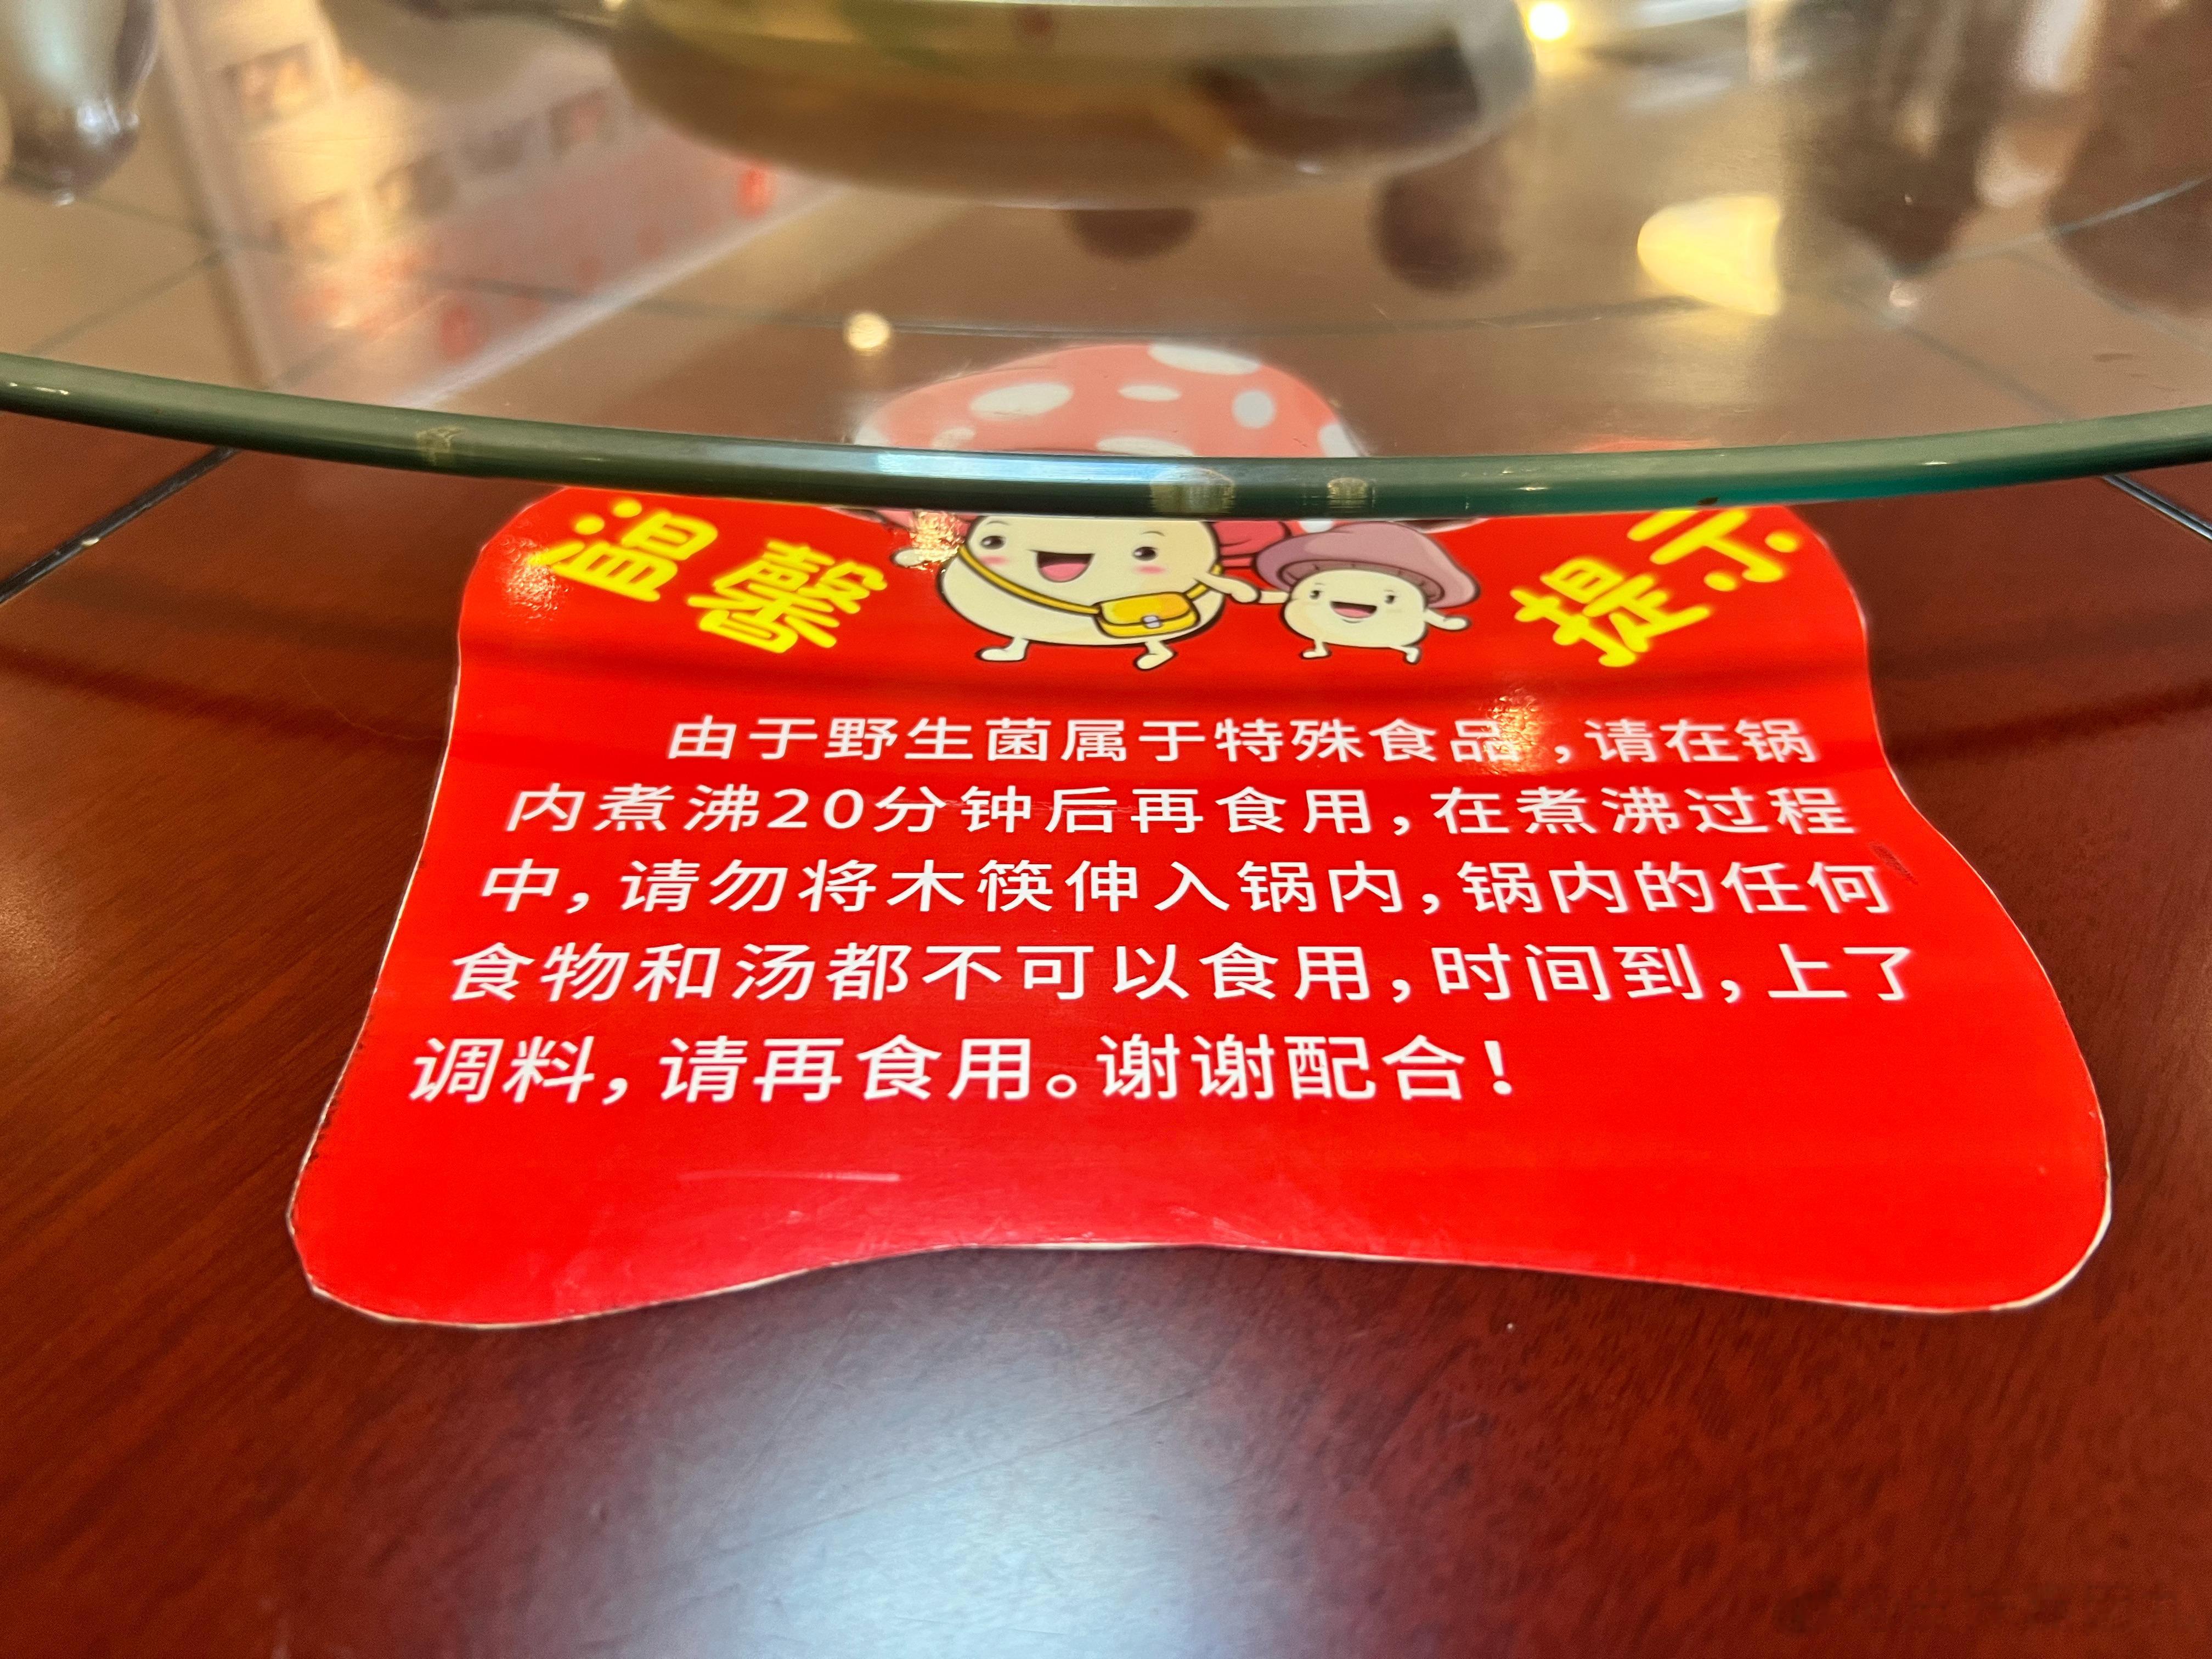 温馨提示
由于野生菌属于特殊食品，请在锅
内煮沸20分钟后再食用，在煮沸过程
中，请勿将木筷伸入锅内，锅内的任何
食物和汤都不可以食用，时间到，上了
调料，请再食用。谢谢配合！